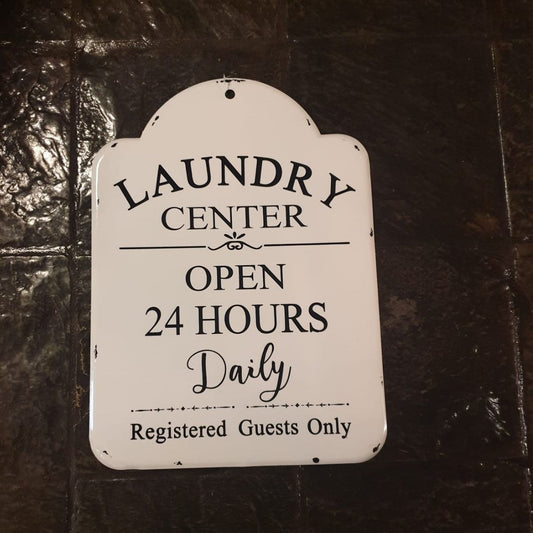 LAUNDRY
CENTER
OPEN
24 HOURS
Daily
Registered Guests Only